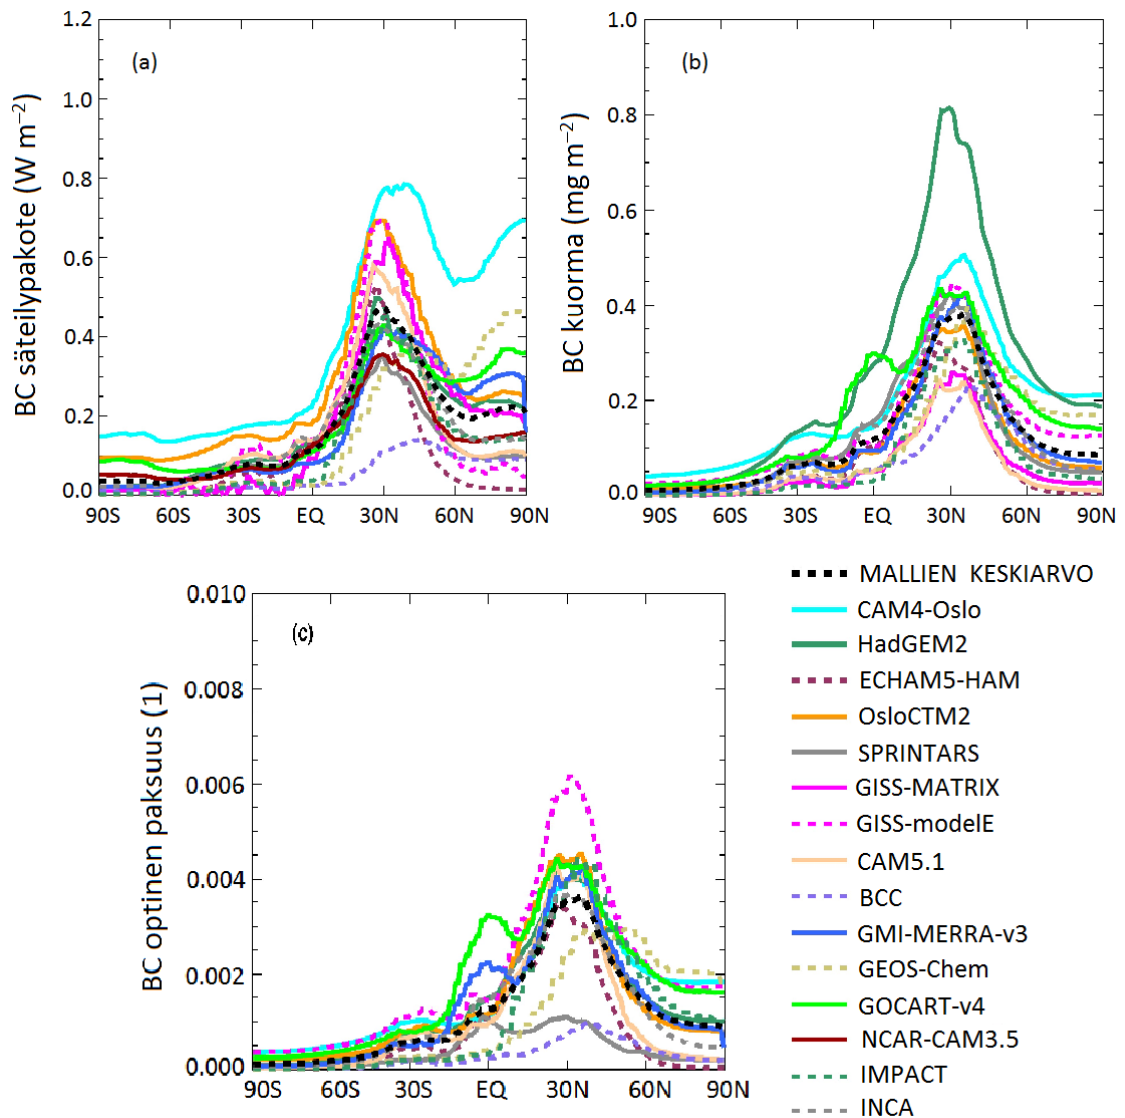 (a)
BC säteilypakote (W m⁻²)
1.2
1.0
0.8
0.6
0.4
0.2
0.0
90S 60S 30S EQ 30N 60N 90N
(b)
BC kuorma (mg m⁻²)
1.0
0.8
0.6
0.4
0.2
0.0
90S 60S 30S EQ 30N 60N 90N
(c)
BC optinen paksuus (1)
0.010
0.008
0.006
0.004
0.002
0.000
90S 60S 30S EQ 30N 60N 90N
MALLIEN KESKIARVO
CAM4-Oslo
HadGEM2
ECHAM5-HAM
OsloCTM2
SPRINTARS
GISS-MATRIX
GISS-modelE
CAM5.1
BCC
GMI-MERRA-v3
GEOS-Chem
GOCART-v4
NCAR-CAM3.5
IMPACT
INCA